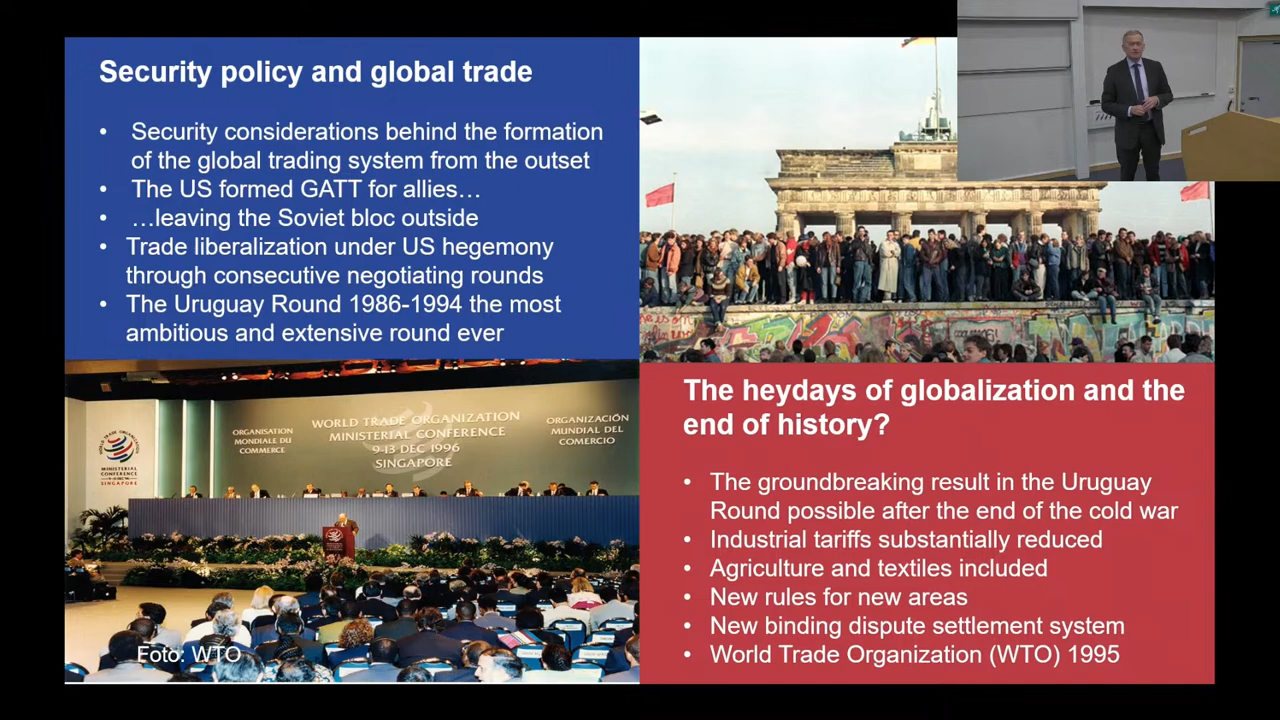 Security policy and global trade
• Security considerations behind the formation
of the global trading system from the outset
• The US formed GATT for allies…
• …leaving the Soviet bloc outside
• Trade liberalization under US hegemony
through consecutive negotiating rounds
• The Uruguay Round 1986-1994 the most
ambitious and extensive round ever
WORLD TRADE ORGANIZATION
MINISTERIAL
CONFERENCE
SINGAPORE
ORGANISATION
MONDIALE DU
COMMERCE
WORLD TRADE ORGANIZATION
MINISTERIAL CONFERENCE
9-13 DEC 1996
SINGAPORE
ORGANIZACIÓN
MUNDIAL DEL
COMERCIO
Foto: WTO
The heydays of globalization and the
end of history?
• The groundbreaking result in the Uruguay
Round possible after the end of the cold war
• Industrial tariffs substantially reduced
• Agriculture and textiles included
• New rules for new areas
• New binding dispute settlement system
• World Trade Organization (WTO) 1995